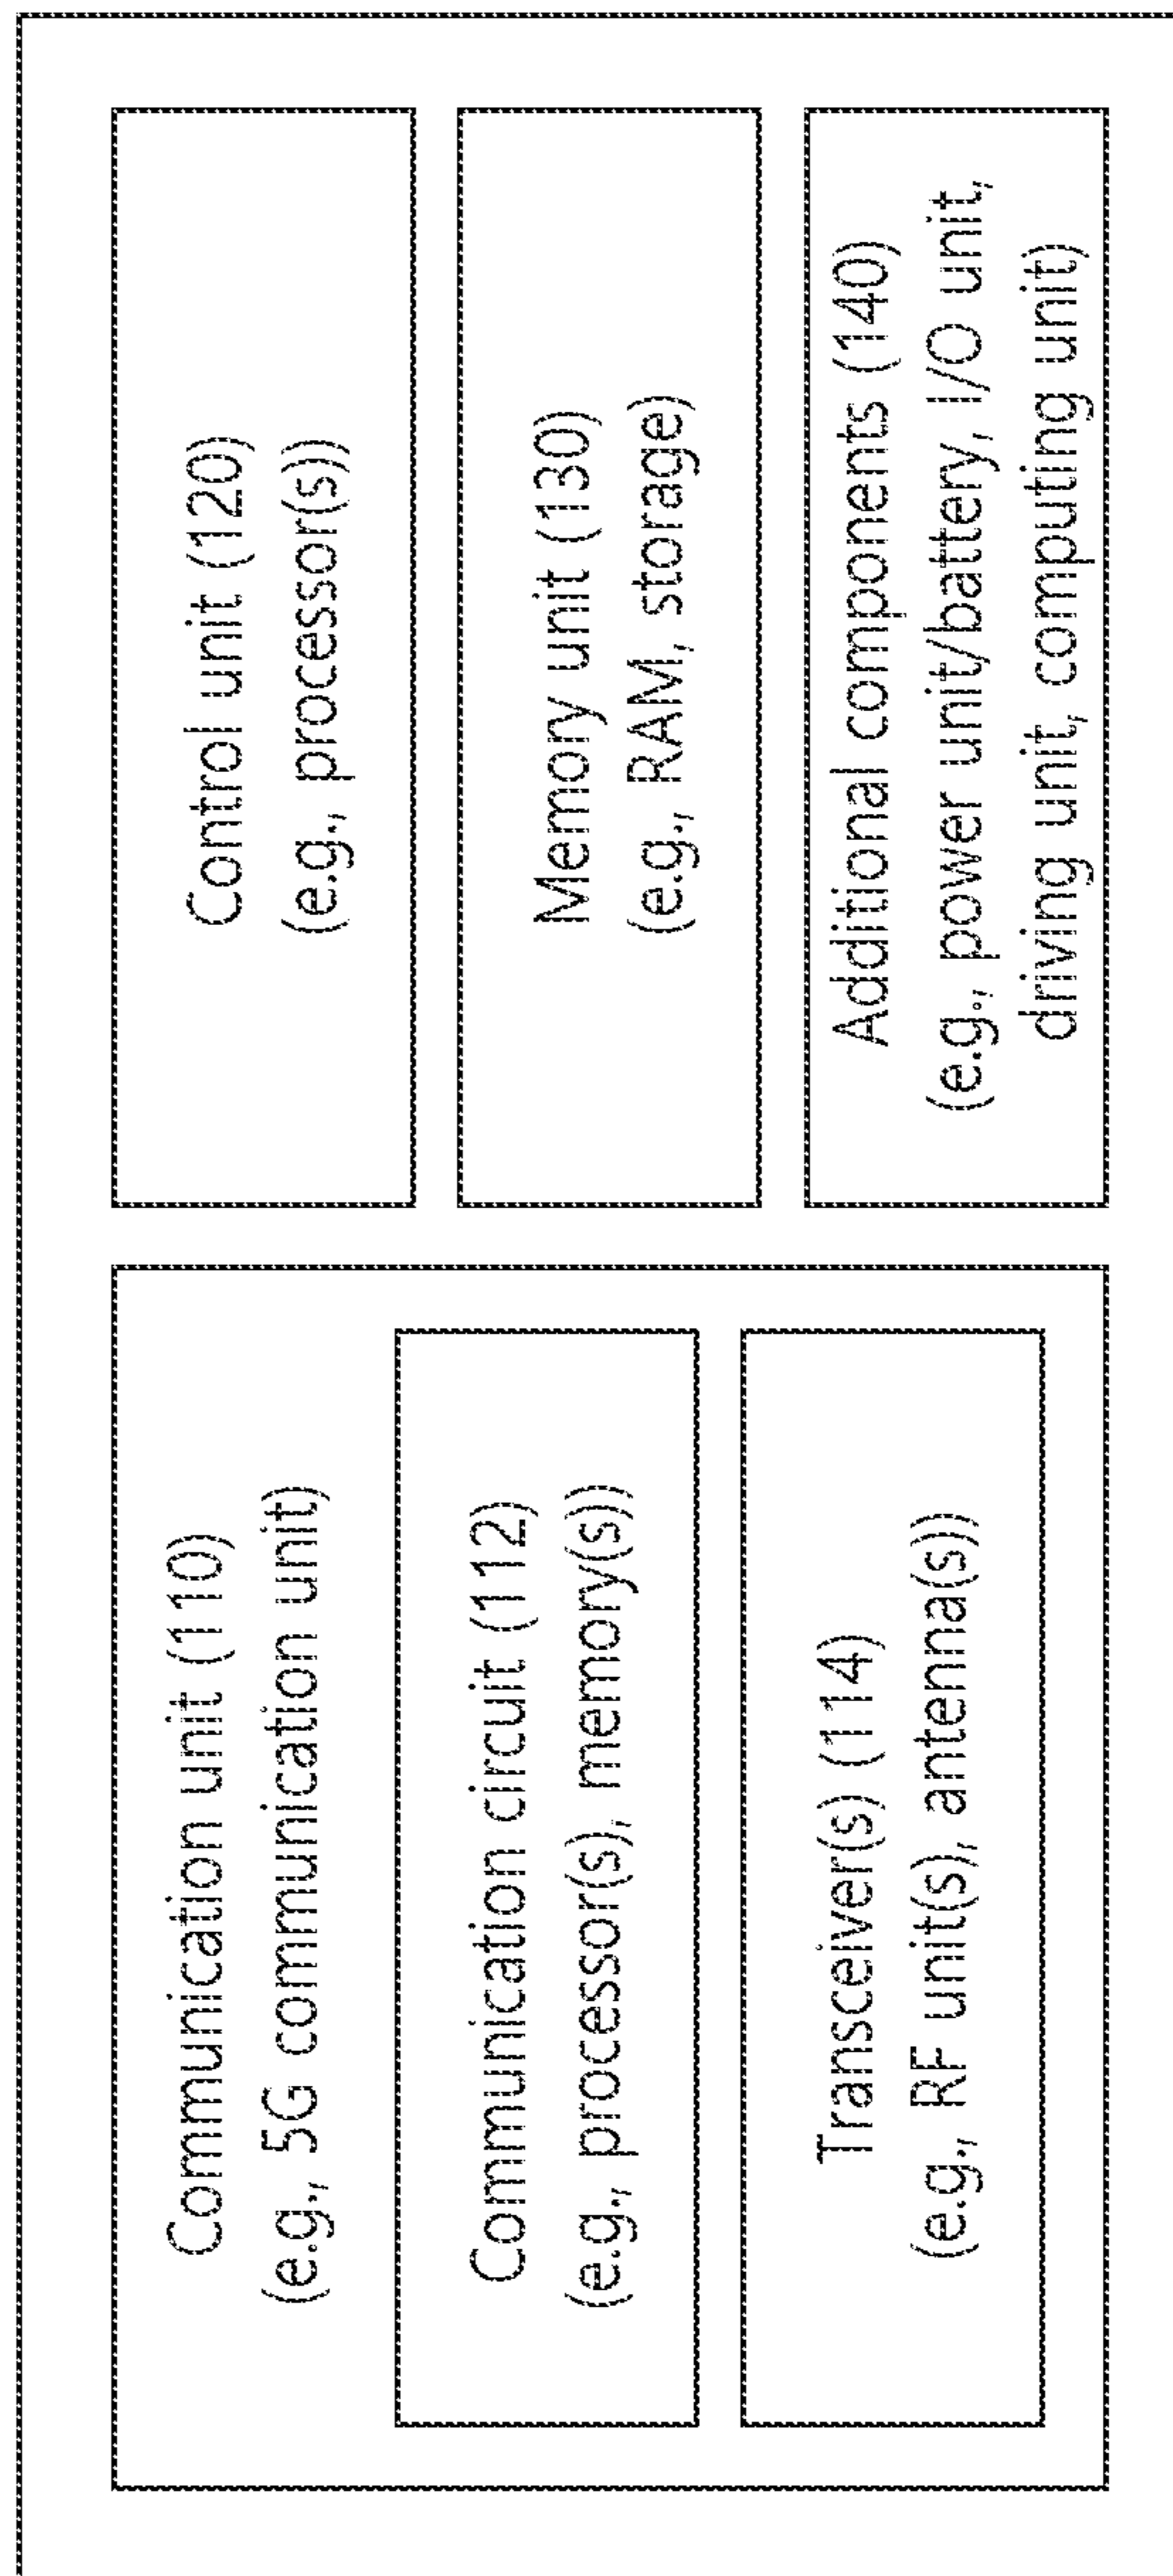 Communication unit (110)
(e.g., 5G communication unit)
Communication circuit (112)
(e.g., processor(s), memory(s))
Transceiver(s) (114)
(e.g., RF unit(s), antenna(s))
Control unit (120)
(e.g., processor(s))
Memory unit (130)
(e.g., RAM, storage)
Additional components (140)
(e.g., power unit/battery, I/O unit,
driving unit, computing unit)